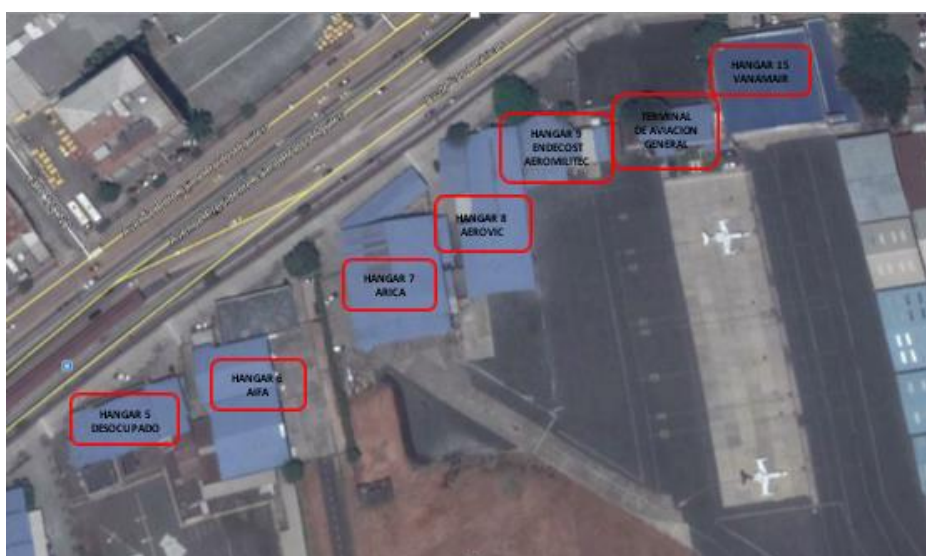 HANGAR 15
VANAMAIR
TERMINAL
DE AVIACION
GENERAL
HANGAR 9
ENDECOST
AEROMILITEC
HANGAR 8
AEROVIC
HANGAR 7
ARICA
HANGAR 6
AIFA
HANGAR 5
DESOCUPADO